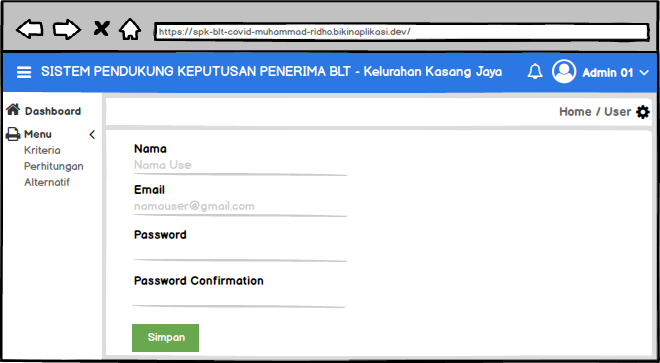 https://spk-blt-covid-muhammad-ridho.bikinaplikasi.dev/
SISTEM PENDUKUNG KEPUTUSAN PENERIMA BLT - Kelurahan Kasang Jaya
Admin 01
Dashboard
Home / User
Menu
Kriteria
Perhitungan
Alternatif
Nama
Nama Use
Email
namauser@gmail.com
Password
Password Confirmation
Simpan